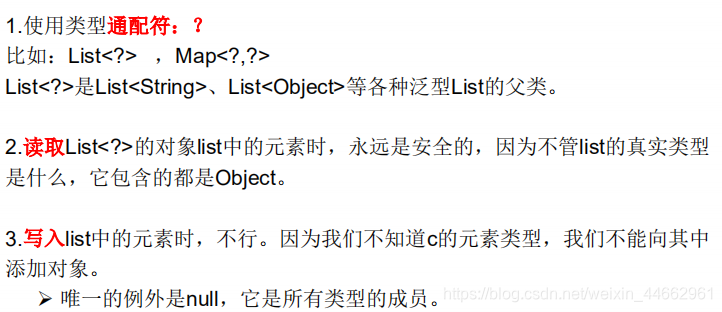 1.使用类型通配符：？
比如：List<?> ，Map<?,?>
List<?>是List<String>、List<Object>等各种泛型List的父类。
2.读取List<?>的对象list中的元素时，永远是安全的，因为不管list的真实类型
是什么，它包含的都是Object。
3.写入list中的元素时，不行。因为我们不知道c的元素类型，我们不能向其中
添加对象。
➢ 唯一的例外是null，它是所有类型的成员。
https://blog.csdn.net/weixin_44662961